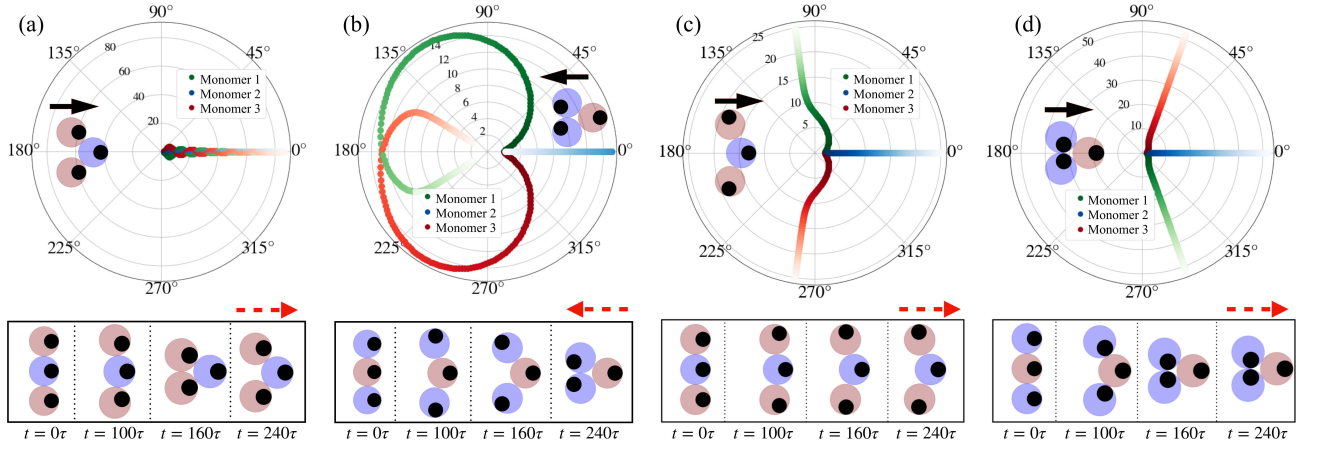 (a)
90°
135°
45°
80
60
40
20
Monomer 1
Monomer 2
Monomer 3
180°
0°
225°
315°
270°
t = 0τ
t = 100τ
t = 160τ
t = 240τ
(b)
90°
135°
45°
14
12
10
8
6
4
2
180°
0°
Monomer 1
Monomer 2
Monomer 3
225°
315°
270°
t = 0τ
t = 100τ
t = 160τ
t = 240τ
(c)
90°
135°
45°
25
20
15
10
5
Monomer 1
Monomer 2
Monomer 3
180°
0°
225°
315°
270°
t = 0τ
t = 100τ
t = 160τ
t = 240τ
(d)
90°
135°
45°
50
40
30
20
10
180°
0°
Monomer 1
Monomer 2
Monomer 3
225°
315°
270°
t = 0τ
t = 100τ
t = 160τ
t = 240τ